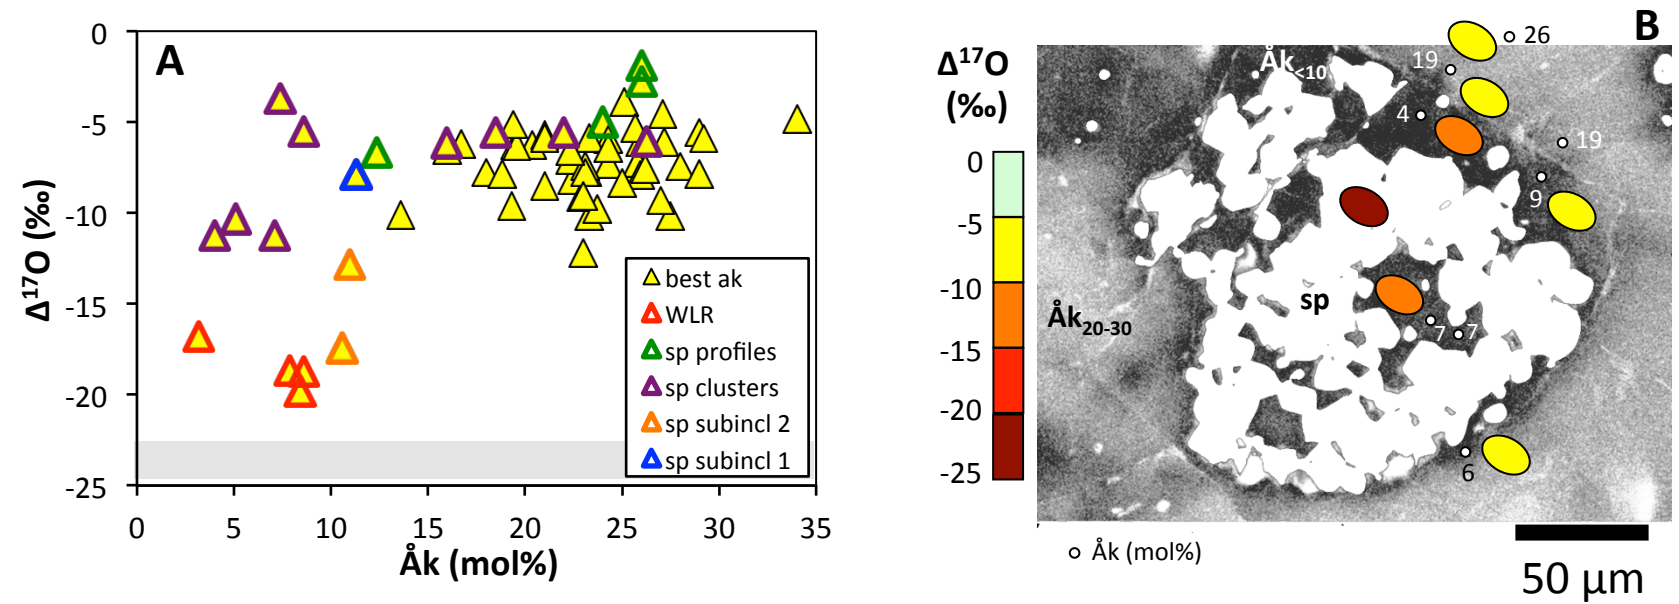 A
0
-5
-10
-15
-20
-25
Δ¹⁷O (‰)
0 5 10 15 20 25 30 35
Åk (mol%)
best ak
WLR
sp profiles
sp clusters
sp subincl 2
sp subincl 1
B
Δ¹⁷O
(‰)
0
-5
-10
-15
-20
-25
Åk<10
26
19
4
19
9
sp
Åk20-30
7 7
6
Åk (mol%)
50 μm